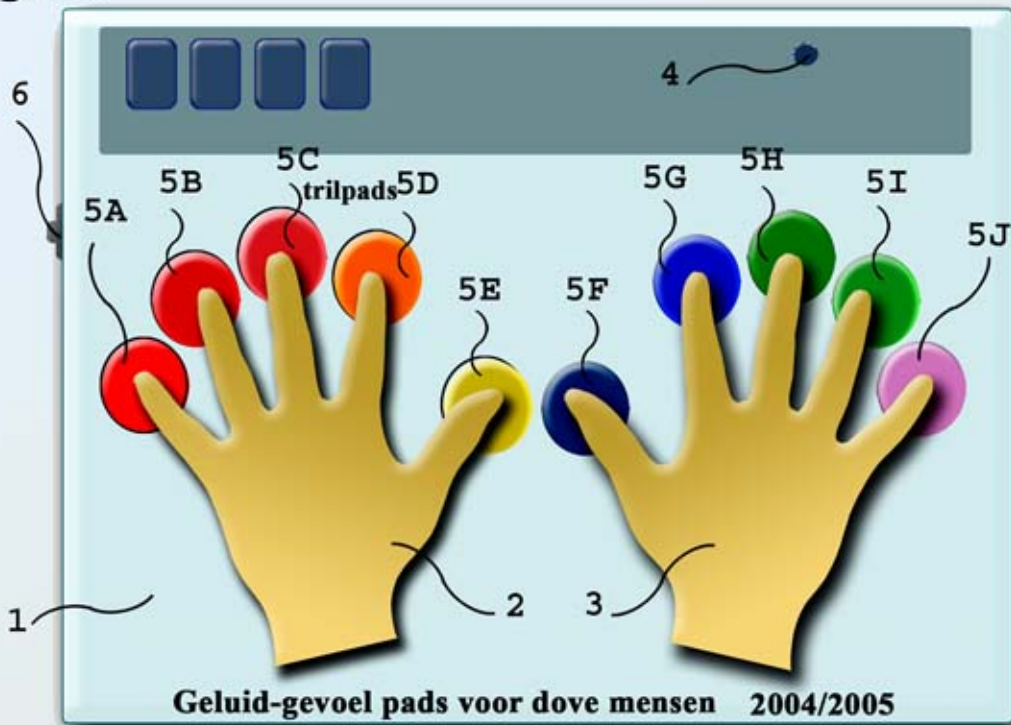 4
6
5C
5H
5B
trilpads
5D
5G
5I
5A
5J
5E
5F
1
2
3
Geluid-gevoel pads voor dove mensen 2004/2005